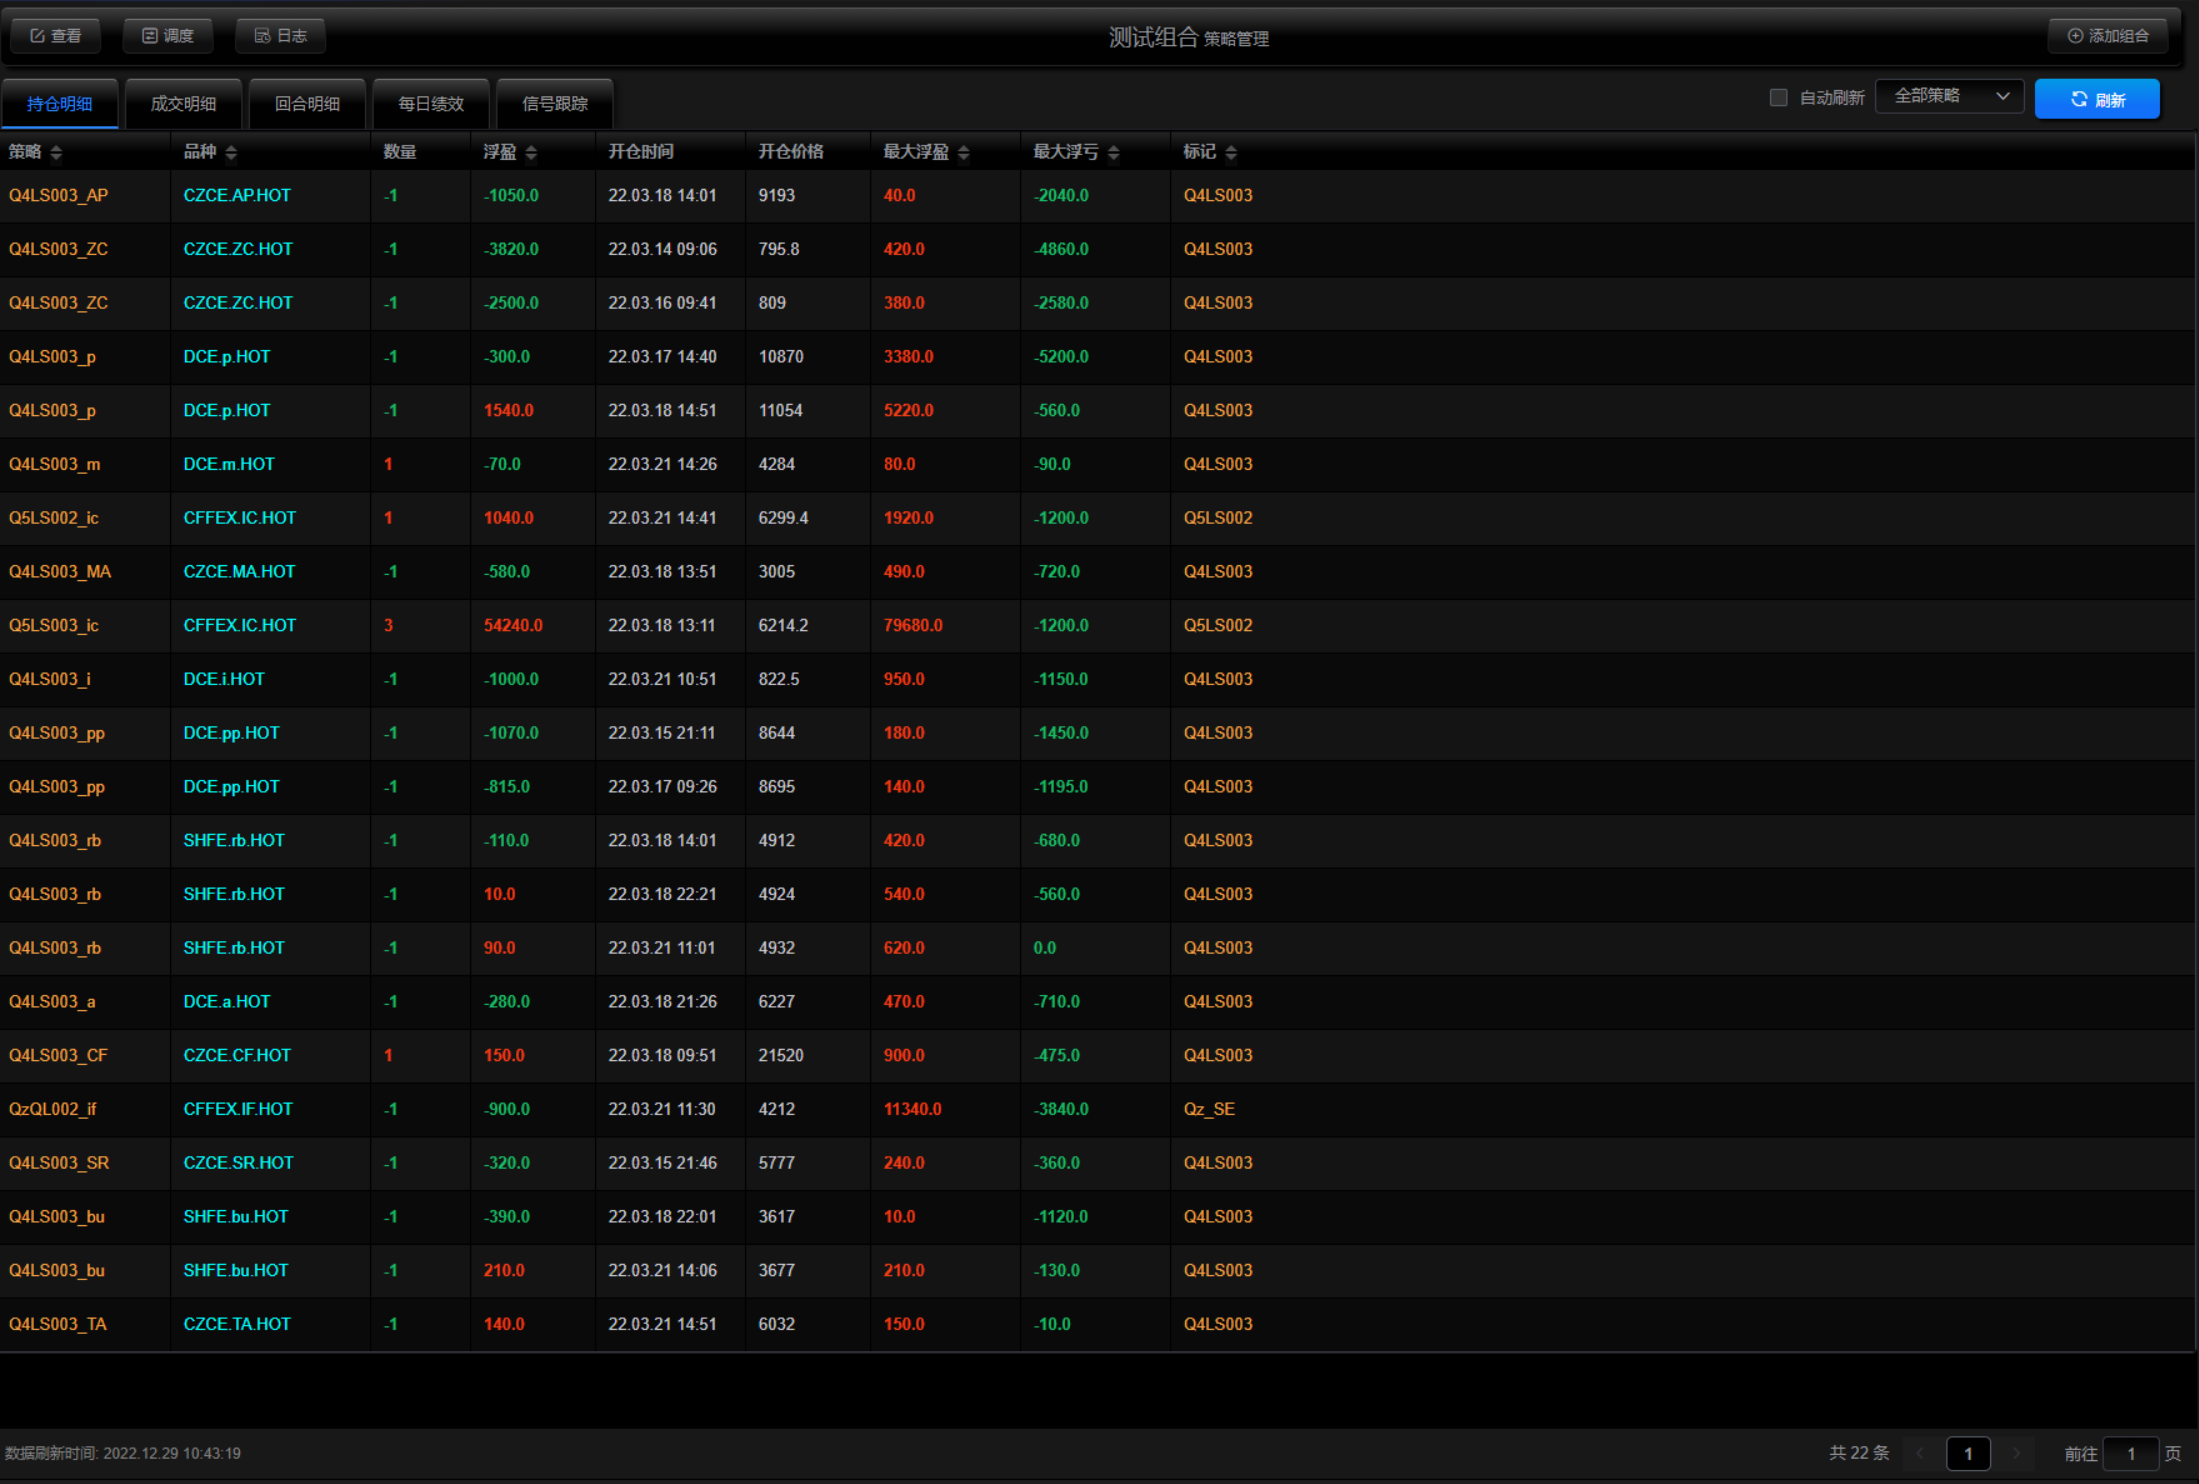 查看 调度 日志 测试组合 策略管理 添加组合
持仓明细 成交明细 回合明细 每日绩效 信号跟踪 自动刷新 全部策略 刷新
策略 品种 数量 浮盈 开仓时间 开仓价格 最大浮盈 最大浮亏 标记
Q4LS003_AP CZCE.AP.HOT -1 -1050.0 22.03.18 14:01 9193 40.0 -2040.0 Q4LS003
Q4LS003_ZC CZCE.ZC.HOT -1 -3820.0 22.03.14 09:06 795.8 420.0 -4860.0 Q4LS003
Q4LS003_ZC CZCE.ZC.HOT -1 -2500.0 22.03.16 09:41 809 380.0 -2580.0 Q4LS003
Q4LS003_p DCE.p.HOT -1 -300.0 22.03.17 14:40 10870 3380.0 -5200.0 Q4LS003
Q4LS003_p DCE.p.HOT -1 1540.0 22.03.18 14:51 11054 5220.0 -560.0 Q4LS003
Q4LS003_m DCE.m.HOT 1 -70.0 22.03.21 14:26 4284 80.0 -90.0 Q4LS003
Q5LS002_ic CFFEX.IC.HOT 1 1040.0 22.03.21 14:41 6299.4 1920.0 -1200.0 Q5LS002
Q4LS003_MA CZCE.MA.HOT -1 -580.0 22.03.18 13:51 3005 490.0 -720.0 Q4LS003
Q5LS003_ic CFFEX.IC.HOT 3 54240.0 22.03.18 13:11 6214.2 79680.0 -1200.0 Q5LS002
Q4LS003_i DCE.i.HOT -1 -1000.0 22.03.21 10:51 822.5 950.0 -1150.0 Q4LS003
Q4LS003_pp DCE.pp.HOT -1 -1070.0 22.03.15 21:11 8644 180.0 -1450.0 Q4LS003
Q4LS003_pp DCE.pp.HOT -1 -815.0 22.03.17 09:26 8695 140.0 -1195.0 Q4LS003
Q4LS003_rb SHFE.rb.HOT -1 -110.0 22.03.18 14:01 4912 420.0 -680.0 Q4LS003
Q4LS003_rb SHFE.rb.HOT -1 10.0 22.03.18 22:21 4924 540.0 -560.0 Q4LS003
Q4LS003_rb SHFE.rb.HOT -1 90.0 22.03.21 11:01 4932 620.0 0.0 Q4LS003
Q4LS003_a DCE.a.HOT -1 -280.0 22.03.18 21:26 6227 470.0 -710.0 Q4LS003
Q4LS003_CF CZCE.CF.HOT 1 150.0 22.03.18 09:51 21520 900.0 -475.0 Q4LS003
QzQL002_if CFFEX.IF.HOT -1 -900.0 22.03.21 11:30 4212 11340.0 -3840.0 Qz_SE
Q4LS003_SR CZCE.SR.HOT -1 -320.0 22.03.15 21:46 5777 240.0 -360.0 Q4LS003
Q4LS003_bu SHFE.bu.HOT -1 -390.0 22.03.18 22:01 3617 10.0 -1120.0 Q4LS003
Q4LS003_bu SHFE.bu.HOT -1 210.0 22.03.21 14:06 3677 210.0 -130.0 Q4LS003
Q4LS003_TA CZCE.TA.HOT -1 140.0 22.03.21 14:51 6032 150.0 -10.0 Q4LS003
数据刷新时间: 2022.12.29 10:43:19 共 22 条 1 前往 1 页